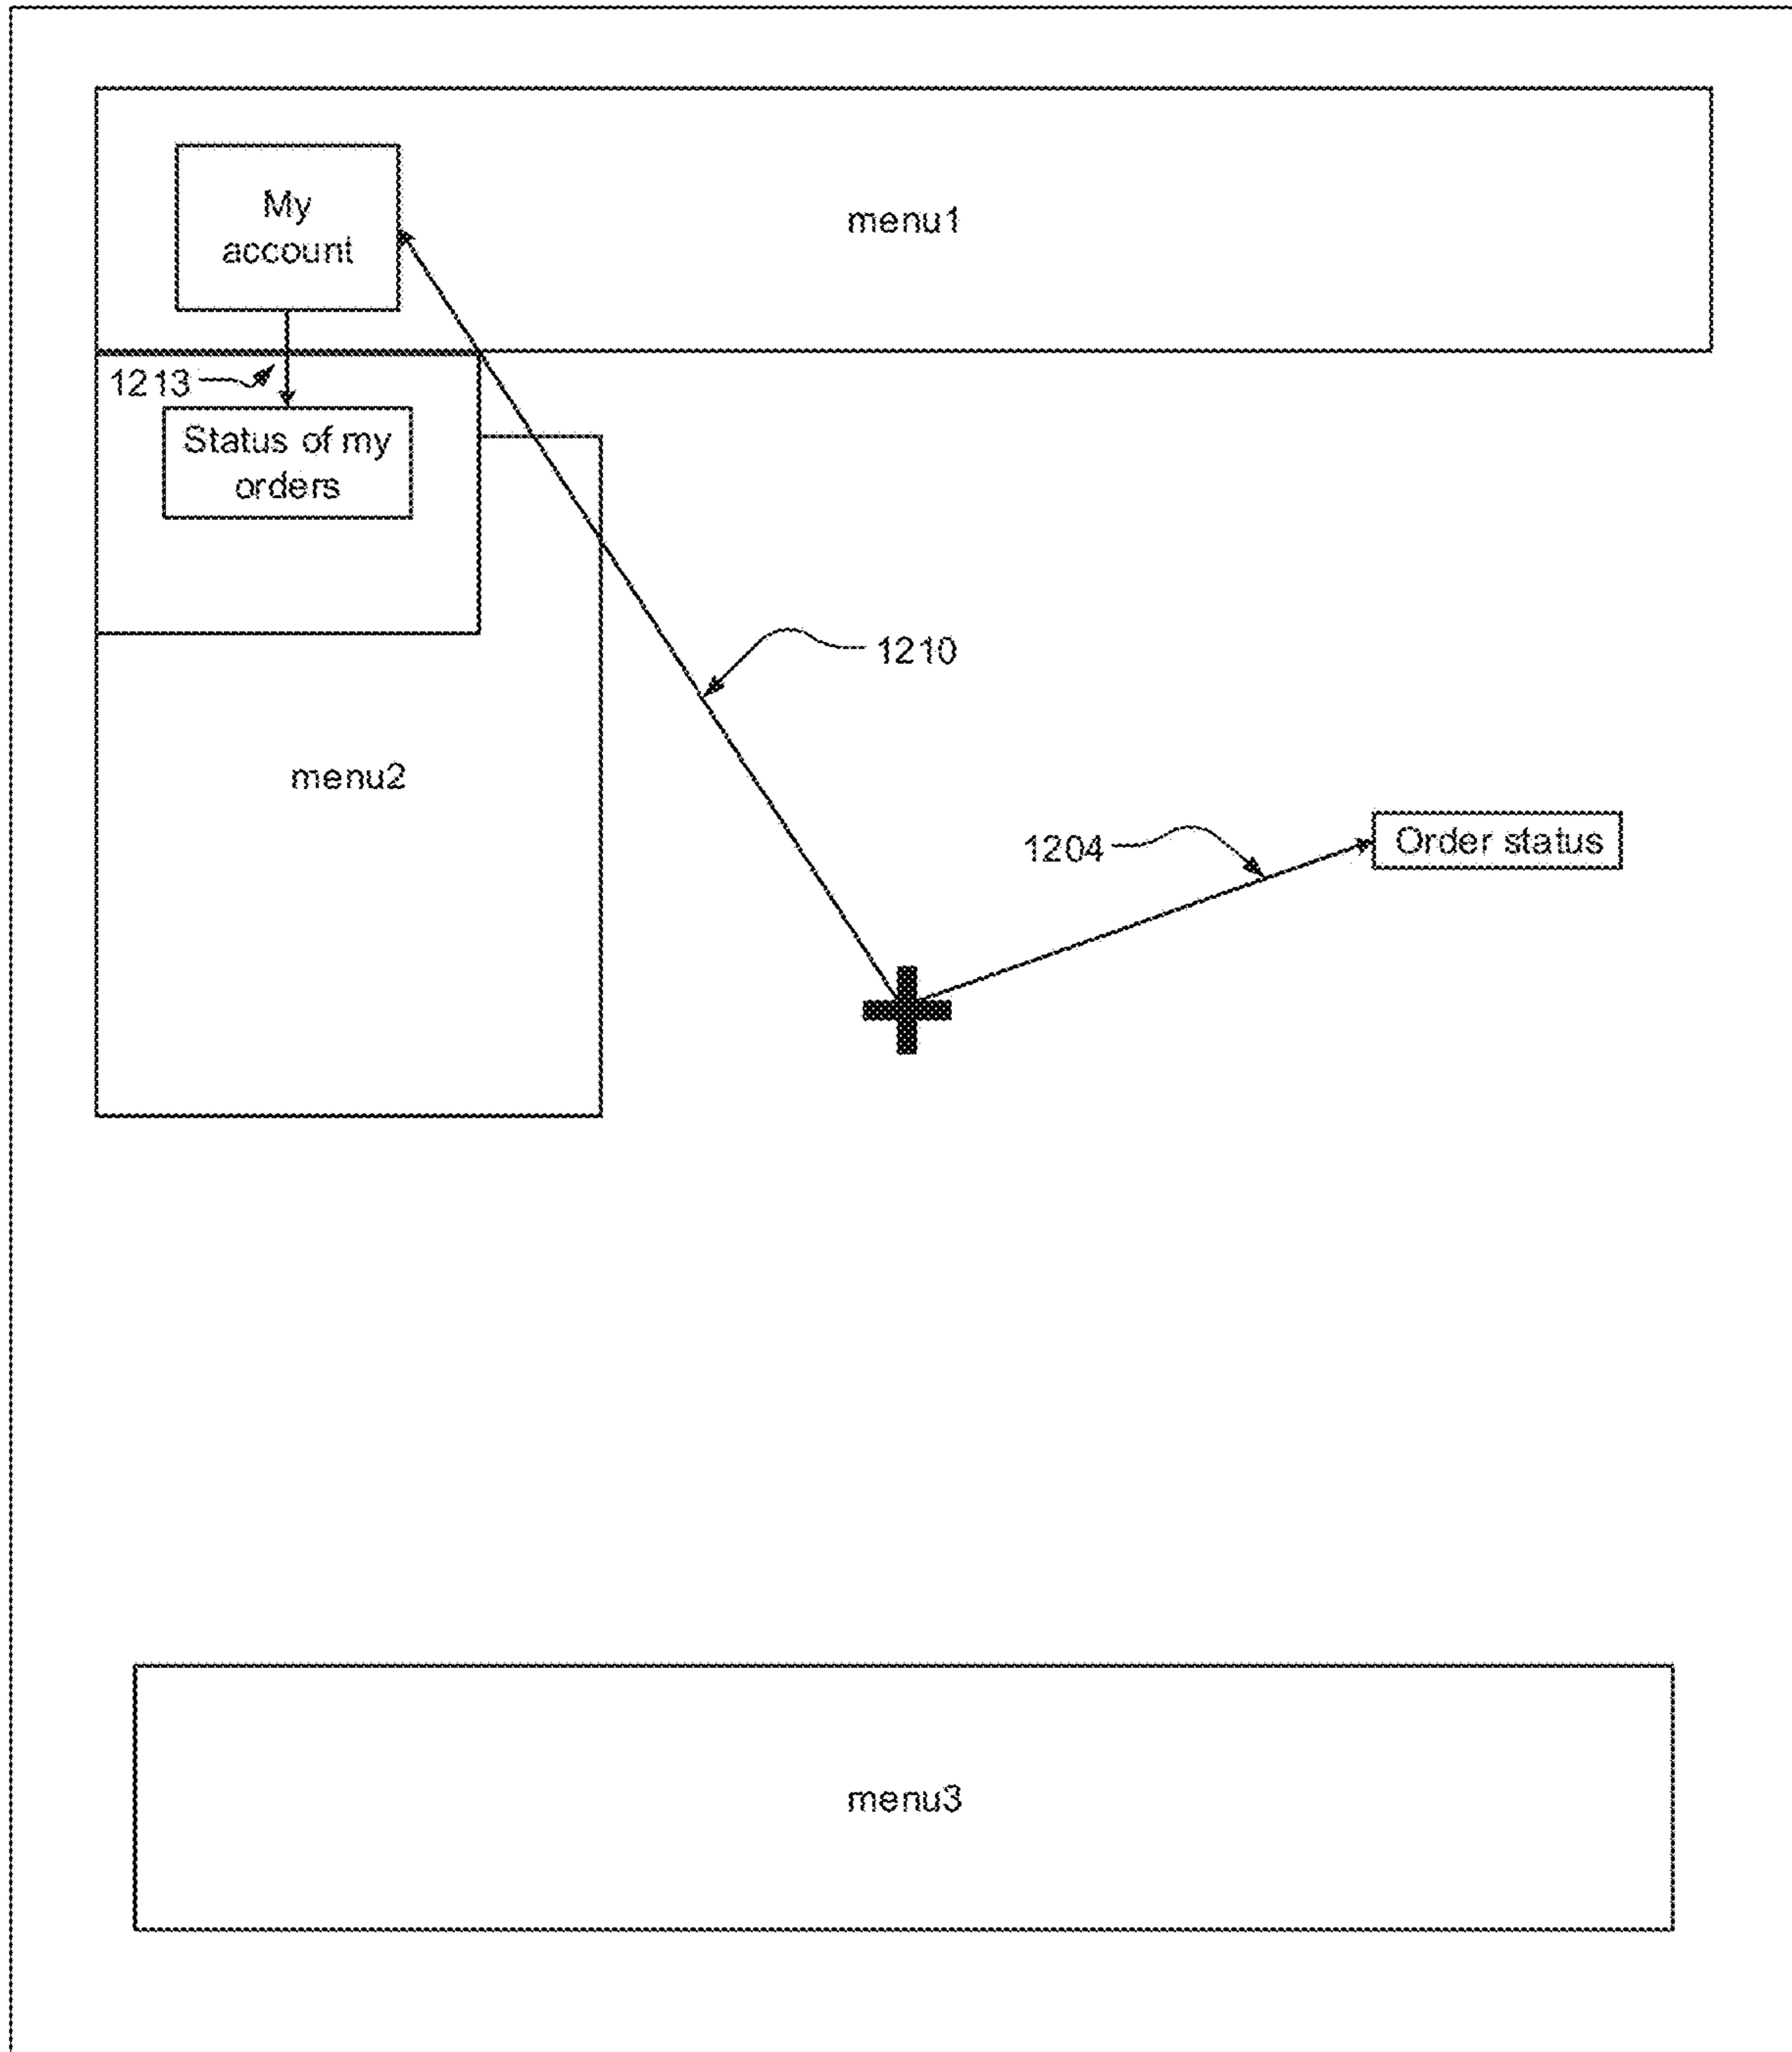 My
account
menu1
1213
Status of my
orders
1210
menu2
1204
Order status
menu3